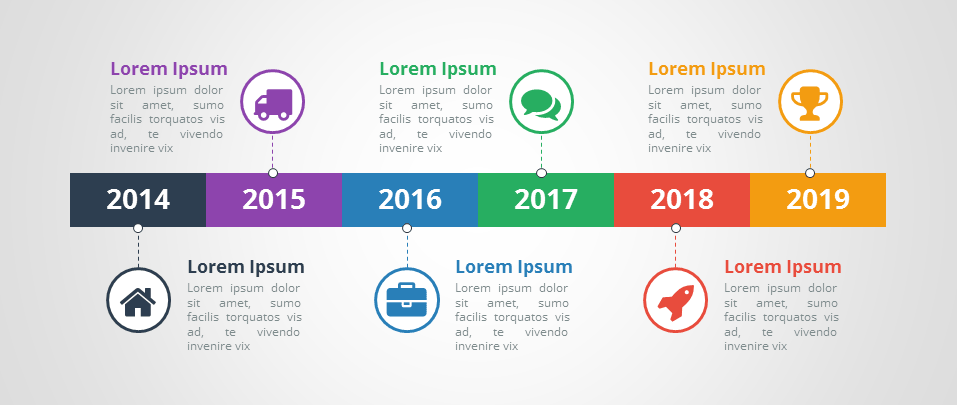 Lorem Ipsum
Lorem ipsum dolor
sit amet, sumo
facilis torquatos vis
ad, te vivendo
invenire vix
Lorem Ipsum
Lorem ipsum dolor
sit amet, sumo
facilis torquatos vis
ad, te vivendo
invenire vix
Lorem Ipsum
Lorem ipsum dolor
sit amet, sumo
facilis torquatos vis
ad, te vivendo
invenire vix
2014 2015 2016 2017 2018 2019
Lorem Ipsum
Lorem ipsum dolor
sit amet, sumo
facilis torquatos vis
ad, te vivendo
invenire vix
Lorem Ipsum
Lorem ipsum dolor
sit amet, sumo
facilis torquatos vis
ad, te vivendo
invenire vix
Lorem Ipsum
Lorem ipsum dolor
sit amet, sumo
facilis torquatos vis
ad, te vivendo
invenire vix